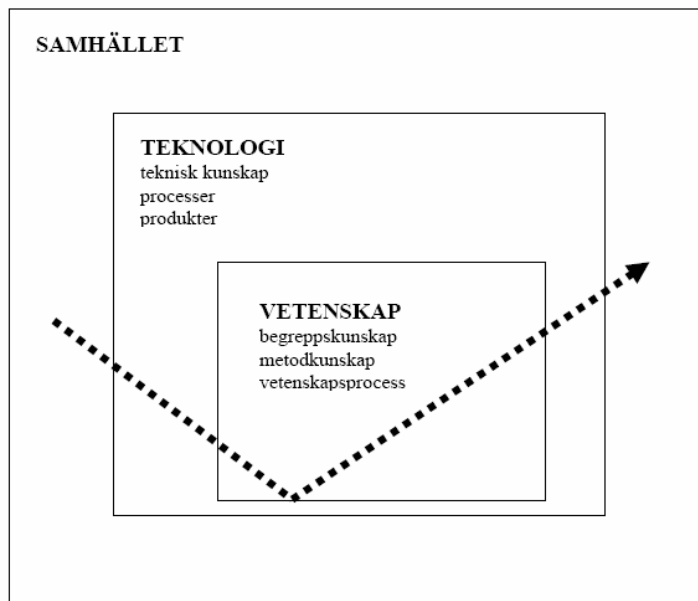 SAMHÄLLET
TEKNOLOGI
teknisk kunskap
processer
produkter
VETENSKAP
begreppskunskap
metodkunskap
vetenskapsprocess